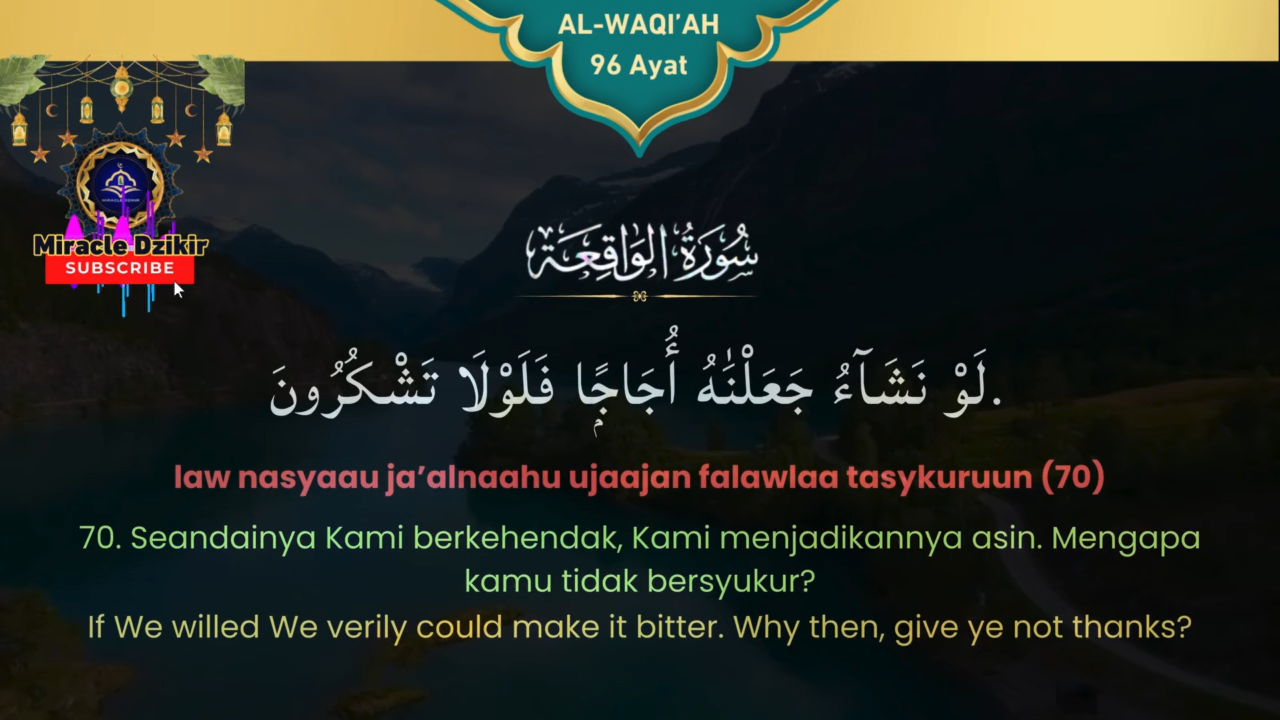 AL-WAQI’AH
96 Ayat
Miracle Dzikir
SUBSCRIBE
سُوْرَةُ الوَاقِعَة
لَوْ نَشَآءُ جَعَلْنٰهُ أُجَاجًۭا فَلَوْلَا تَشْكُرُونَ.
law nasyaau ja’alnaahu ujaajan falawlaa tasykuruun (70)
70. Seandainya Kami berkehendak, Kami menjadikannya asin. Mengapa
kamu tidak bersyukur?
If We willed We verily could make it bitter. Why then, give ye not thanks?